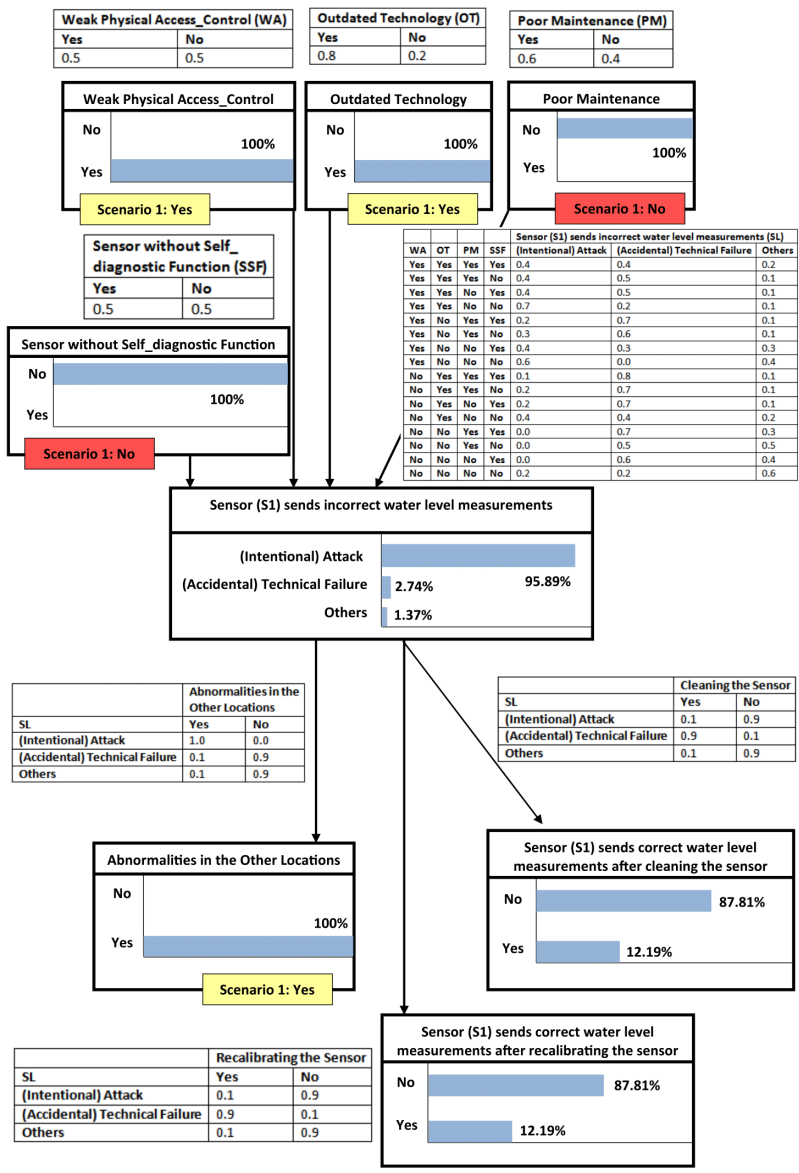 Weak Physical Access_Control (WA)
Yes No
0.5 0.5
Outdated Technology (OT)
Yes No
0.8 0.2
Poor Maintenance (PM)
Yes No
0.6 0.4
Weak Physical Access_Control
No
100%
Yes
Scenario 1: Yes
Outdated Technology
No
100%
Yes
Scenario 1: Yes
Poor Maintenance
No
100%
Yes
Scenario 1: No
Sensor without Self_
diagnostic Function (SSF)
Yes No
0.5 0.5
Sensor without Self_diagnostic Function
No
100%
Yes
Scenario 1: No
Sensor (S1) sends incorrect water level measurements (SL)
WA OT PM SSF (Intentional) Attack (Accidental) Technical Failure Others
Yes Yes Yes Yes 0.4 0.4 0.2
Yes Yes Yes No 0.4 0.5 0.1
Yes Yes No Yes 0.4 0.5 0.1
Yes Yes No No 0.7 0.2 0.1
Yes No Yes Yes 0.2 0.7 0.1
Yes No Yes No 0.3 0.6 0.1
Yes No No Yes 0.4 0.3 0.3
Yes No No No 0.6 0.0 0.4
No Yes Yes Yes 0.1 0.8 0.1
No Yes Yes No 0.2 0.7 0.1
No Yes No Yes 0.2 0.7 0.1
No Yes No No 0.4 0.4 0.2
No No Yes Yes 0.0 0.7 0.3
No No Yes No 0.0 0.5 0.5
No No No Yes 0.0 0.6 0.4
No No No No 0.2 0.2 0.6
Sensor (S1) sends incorrect water level measurements
(Intentional) Attack
95.89%
(Accidental) Technical Failure 2.74%
Others 1.37%
Abnormalities in the
Other Locations
SL Yes No
(Intentional) Attack 1.0 0.0
(Accidental) Technical Failure 0.1 0.9
Others 0.1 0.9
Cleaning the Sensor
SL Yes No
(Intentional) Attack 0.1 0.9
(Accidental) Technical Failure 0.9 0.1
Others 0.1 0.9
Abnormalities in the Other Locations
No
100%
Yes
Scenario 1: Yes
Sensor (S1) sends correct water level
measurements after cleaning the sensor
No 87.81%
Yes 12.19%
Sensor (S1) sends correct water level
measurements after recalibrating the sensor
No 87.81%
Yes 12.19%
Recalibrating the Sensor
SL Yes No
(Intentional) Attack 0.1 0.9
(Accidental) Technical Failure 0.9 0.1
Others 0.1 0.9